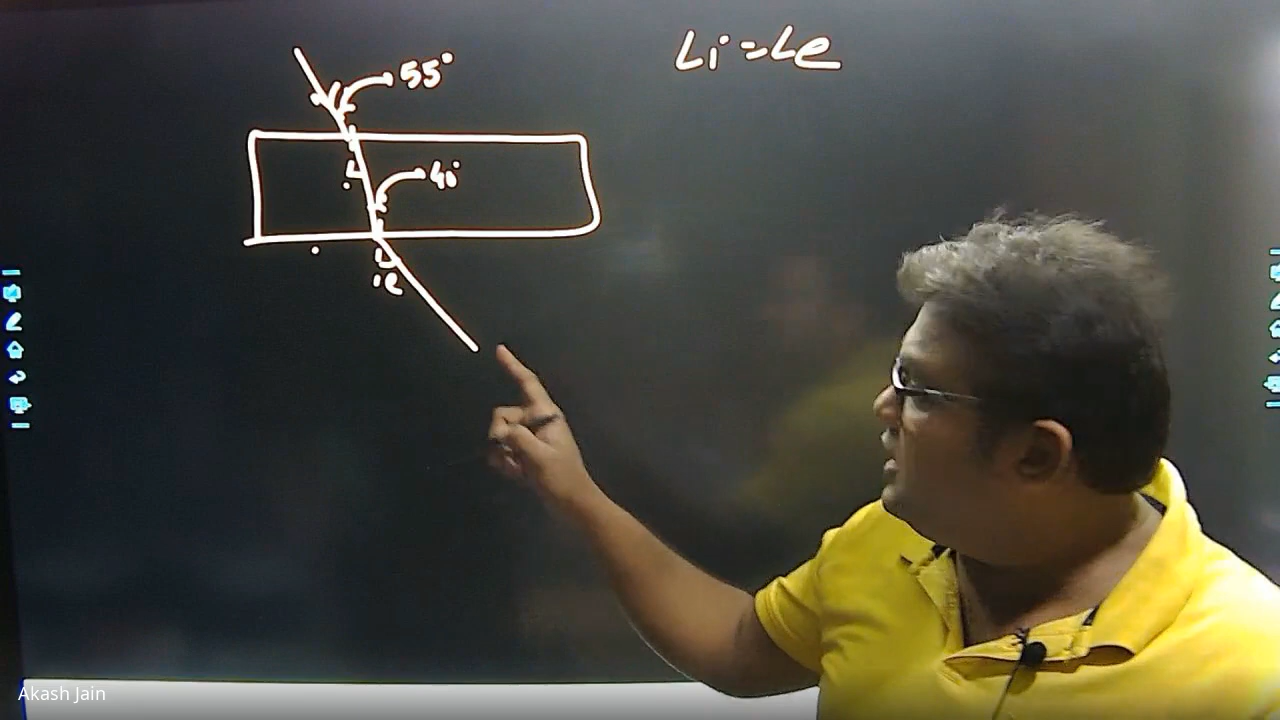 ∠i = ∠e
55°
40°
∠r
∠e
Akash Jain